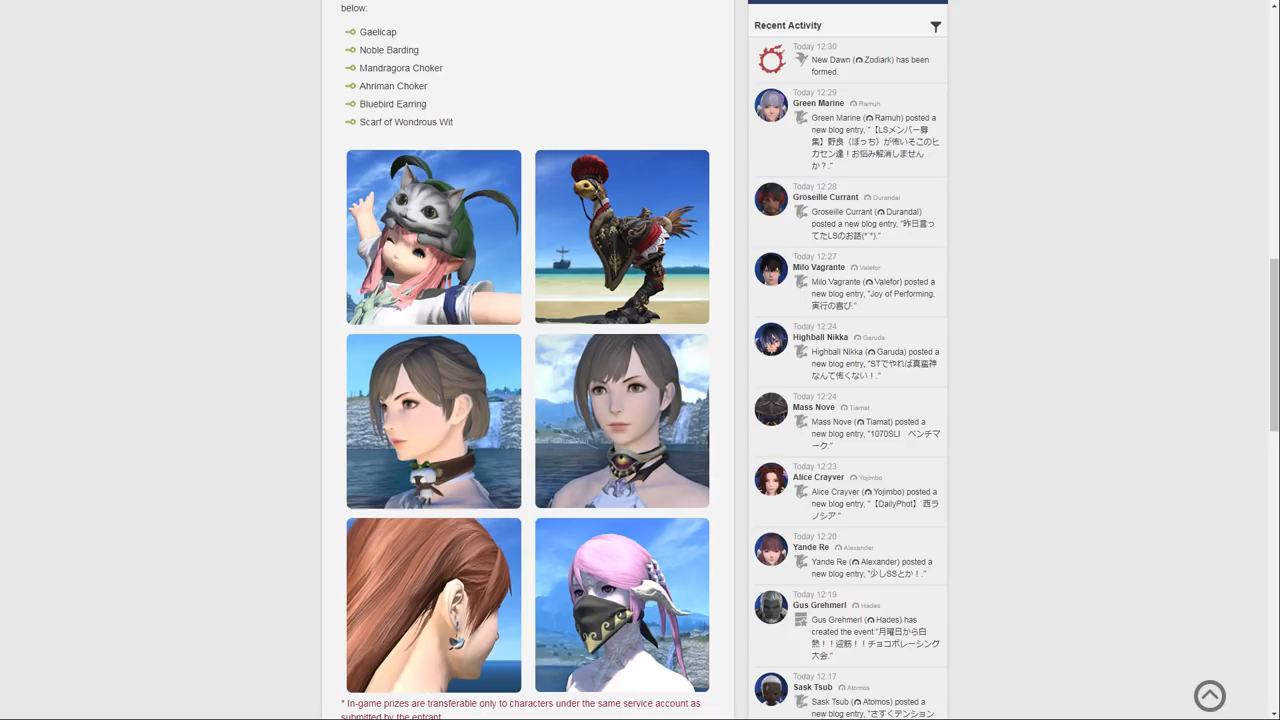 below:
Gaelicap
Noble Barding
Mandragora Choker
Ahriman Choker
Bluebird Earring
Scarf of Wondrous Wit
* In-game prizes are transferable only to characters under the same service account as
submitted by the entrant.
Recent Activity
Today 12:30
New Dawn (Zodiark) has been
formed.
Today 12:29
Green Marine Ramuh
Green Marine (Ramuh) posted a
new blog entry, "【LSメンバー募
集】野良（ぼっち）が怖いそこのヒ
カセン達！お悩み解消しません
か？."
Today 12:28
Groseille Currant Durandal
Groseille Currant (Durandal)
posted a new blog entry, "昨日言っ
てたLSのお話(*´*)."
Today 12:27
Milo Vagrante Valefor
Milo Vagrante (Valefor) posted a
new blog entry, "Joy of Performing.
実行の喜び."
Today 12:24
Highball Nikka Garuda
Highball Nikka (Garuda) posted a
new blog entry, "STでやれば真蛮神
なんて怖くない！."
Today 12:24
Mass Nove Tiamat
Mass Nove (Tiamat) posted a
new blog entry, "1070SLI　ベンチマ
ーク."
Today 12:23
Alice Crayver Yojimbo
Alice Crayver (Yojimbo) posted a
new blog entry, "【DailyPhot】 西ラ
ノシア."
Today 12:20
Yande Re Alexander
Yande Re (Alexander) posted a
new blog entry, "少しSSとか！."
Today 12:19
Gus Grehmerl Hades
Gus Grehmerl (Hades) has
created the event "月曜日から白
熱！！迎筋！！チョコボレーシング
大会."
Today 12:17
Sask Tsub Atomos
Sask Tsub (Atomos) posted a
new blog entry, "さすくテンション